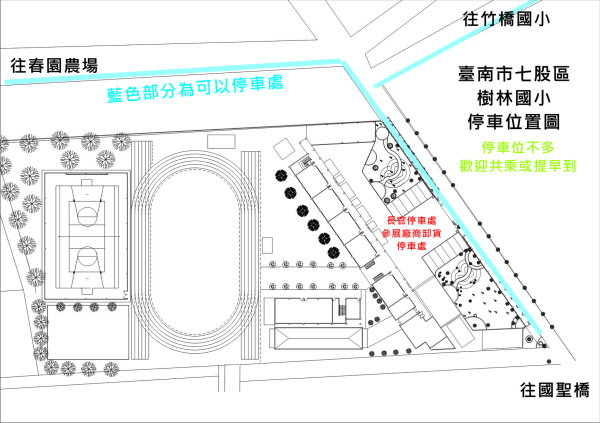 往竹橋國小
往春園農場
臺南市七股區
樹林國小
停車位置圖
藍色部分為可以停車處
停車位不多
歡迎共乘或提早到
長官停車處
參展廠商卸貨
停車處
往國聖橋